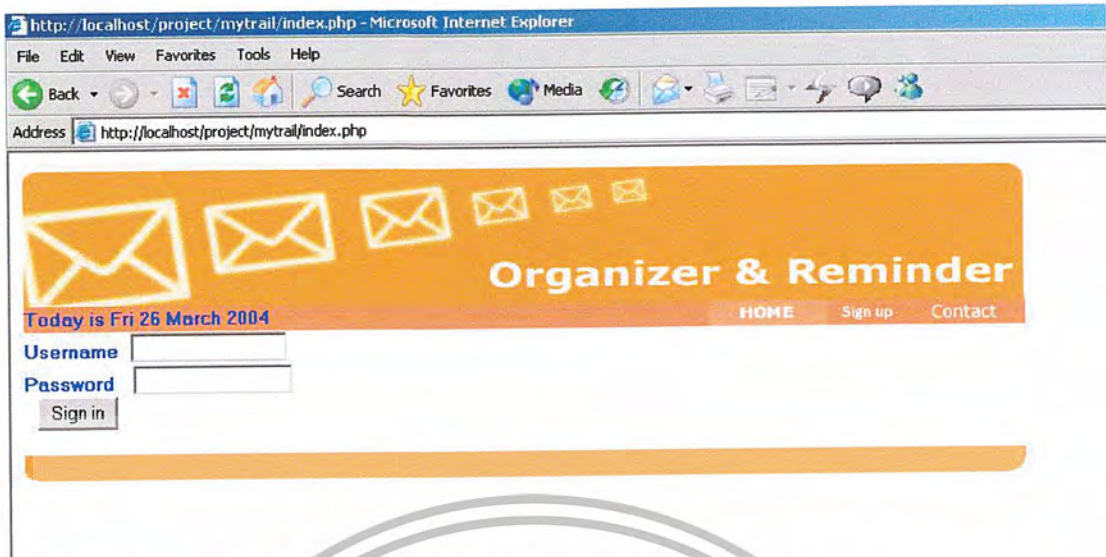 http://localhost/project/mytrail/index.php - Microsoft Internet Explorer
File Edit View Favorites Tools Help
Back Search Favorites Media
Address http://localhost/project/mytrail/index.php
Organizer & Reminder
Today is Fri 26 March 2004 HOME Sign up Contact
Username
Password
Sign in